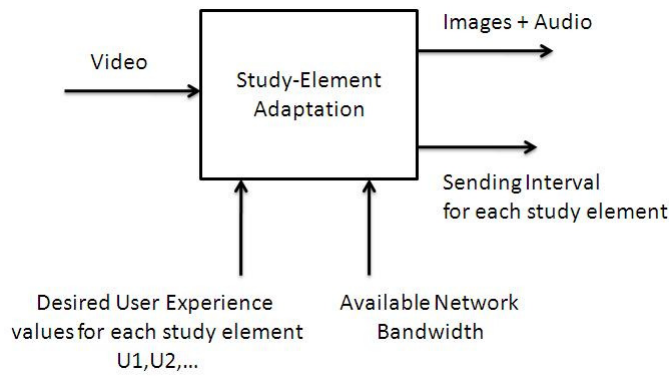 Images + Audio
Video
Study-Element
Adaptation
Sending Interval
for each study element
Desired User Experience
values for each study element
U1,U2,...
Available Network
Bandwidth